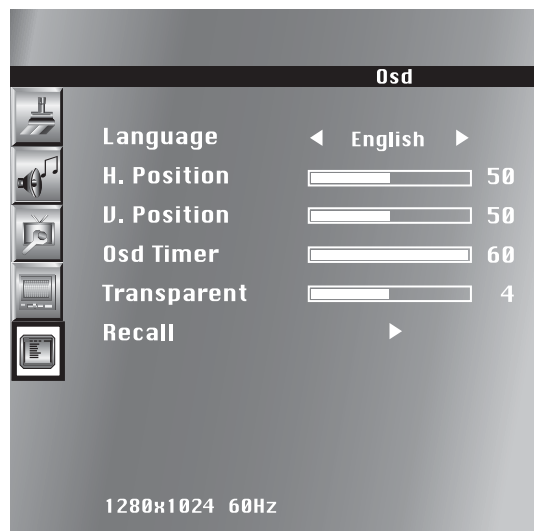 Osd
Language English
H. Position 50
V. Position 50
Osd Timer 60
Transparent 4
Recall
1280x1024 60Hz